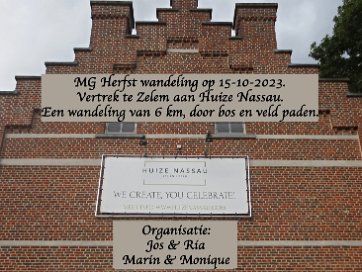 MG Herfst wandeling op 15-10-2023.
Vertrek te Zelem aan Huize Nassau.
Een wandeling van 6 km, door bos en veld paden.
HUIZE NASSAU
WE CREATE, YOU CELEBRATE!
Organisatie:
Jos & Ria
Marin & Monique